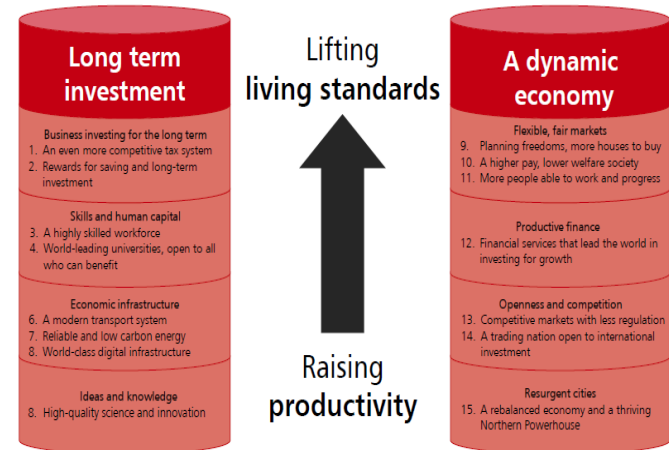 Long term
investment
Business investing for the long term
1. An even more competitive tax system
2. Rewards for saving and long-term
investment
Skills and human capital
3. A highly skilled workforce
4. World-leading universities, open to all
who can benefit
Economic infrastructure
6. A modern transport system
7. Reliable and low carbon energy
8. World-class digital infrastructure
Ideas and knowledge
8. High-quality science and innovation
Lifting
living standards
Raising
productivity
A dynamic
economy
Flexible, fair markets
9. Planning freedoms, more houses to buy
10. A higher pay, lower welfare society
11. More people able to work and progress
Productive finance
12. Financial services that lead the world in
investing for growth
Openness and competition
13. Competitive markets with less regulation
14. A trading nation open to international
investment
Resurgent cities
15. A rebalanced economy and a thriving
Northern Powerhouse